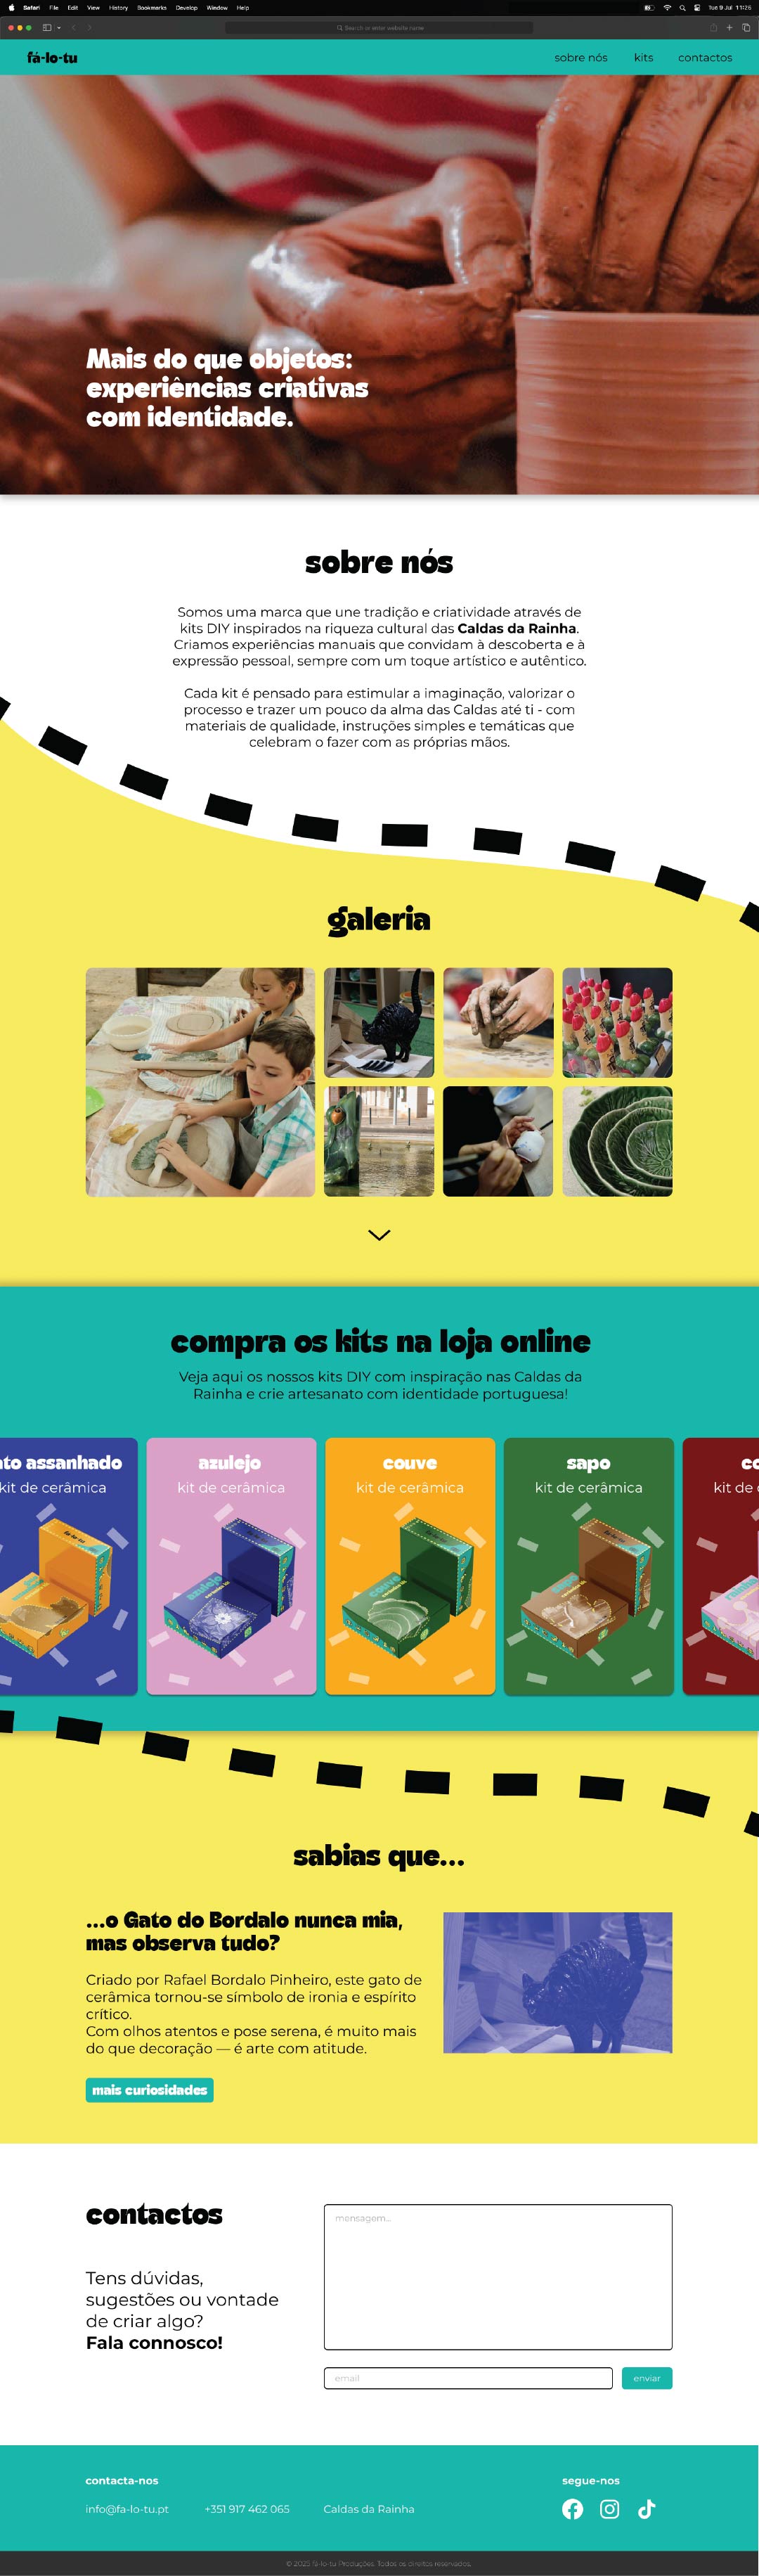 Safari File Edit View History Bookmarks Develop Window Help
Tue 9 Jul 11:25
Search or enter website name
fá-lo-tu
sobre nós kits contactos
Mais do que objetos:
experiências criativas
com identidade.
sobre nós
Somos uma marca que une tradição e criatividade através de
kits DIY inspirados na riqueza cultural das Caldas da Rainha.
Criamos experiências manuais que convidam à descoberta e à
expressão pessoal, sempre com um toque artístico e autêntico.
Cada kit é pensado para estimular a imaginação, valorizar o
processo e trazer um pouco da alma das Caldas até ti - com
materiais de qualidade, instruções simples e temáticas que
celebram o fazer com as próprias mãos.
galeria
compra os kits na loja online
Veja aqui os nossos kits DIY com inspiração nas Caldas da
Rainha e crie artesanato com identidade portuguesa!
to assanhado
kit de cerâmica
azulejo
kit de cerâmica
azulejo
couve
kit de cerâmica
couve
sapo
kit de cerâmica
sapo
co
kit de
sabias que...
...o Gato do Bordalo nunca mia,
mas observa tudo?
Criado por Rafael Bordalo Pinheiro, este gato de
cerâmica tornou-se símbolo de ironia e espírito
crítico.
Com olhos atentos e pose serena, é muito mais
do que decoração — é arte com atitude.
mais curiosidades
contactos
Tens dúvidas,
sugestões ou vontade
de criar algo?
Fala connosco!
mensagem...
email
enviar
contacta-nos
segue-nos
info@fa-lo-tu.pt +351 917 462 065 Caldas da Rainha
© 2025 fá-lo-tu Produções. Todos os direitos reservados.